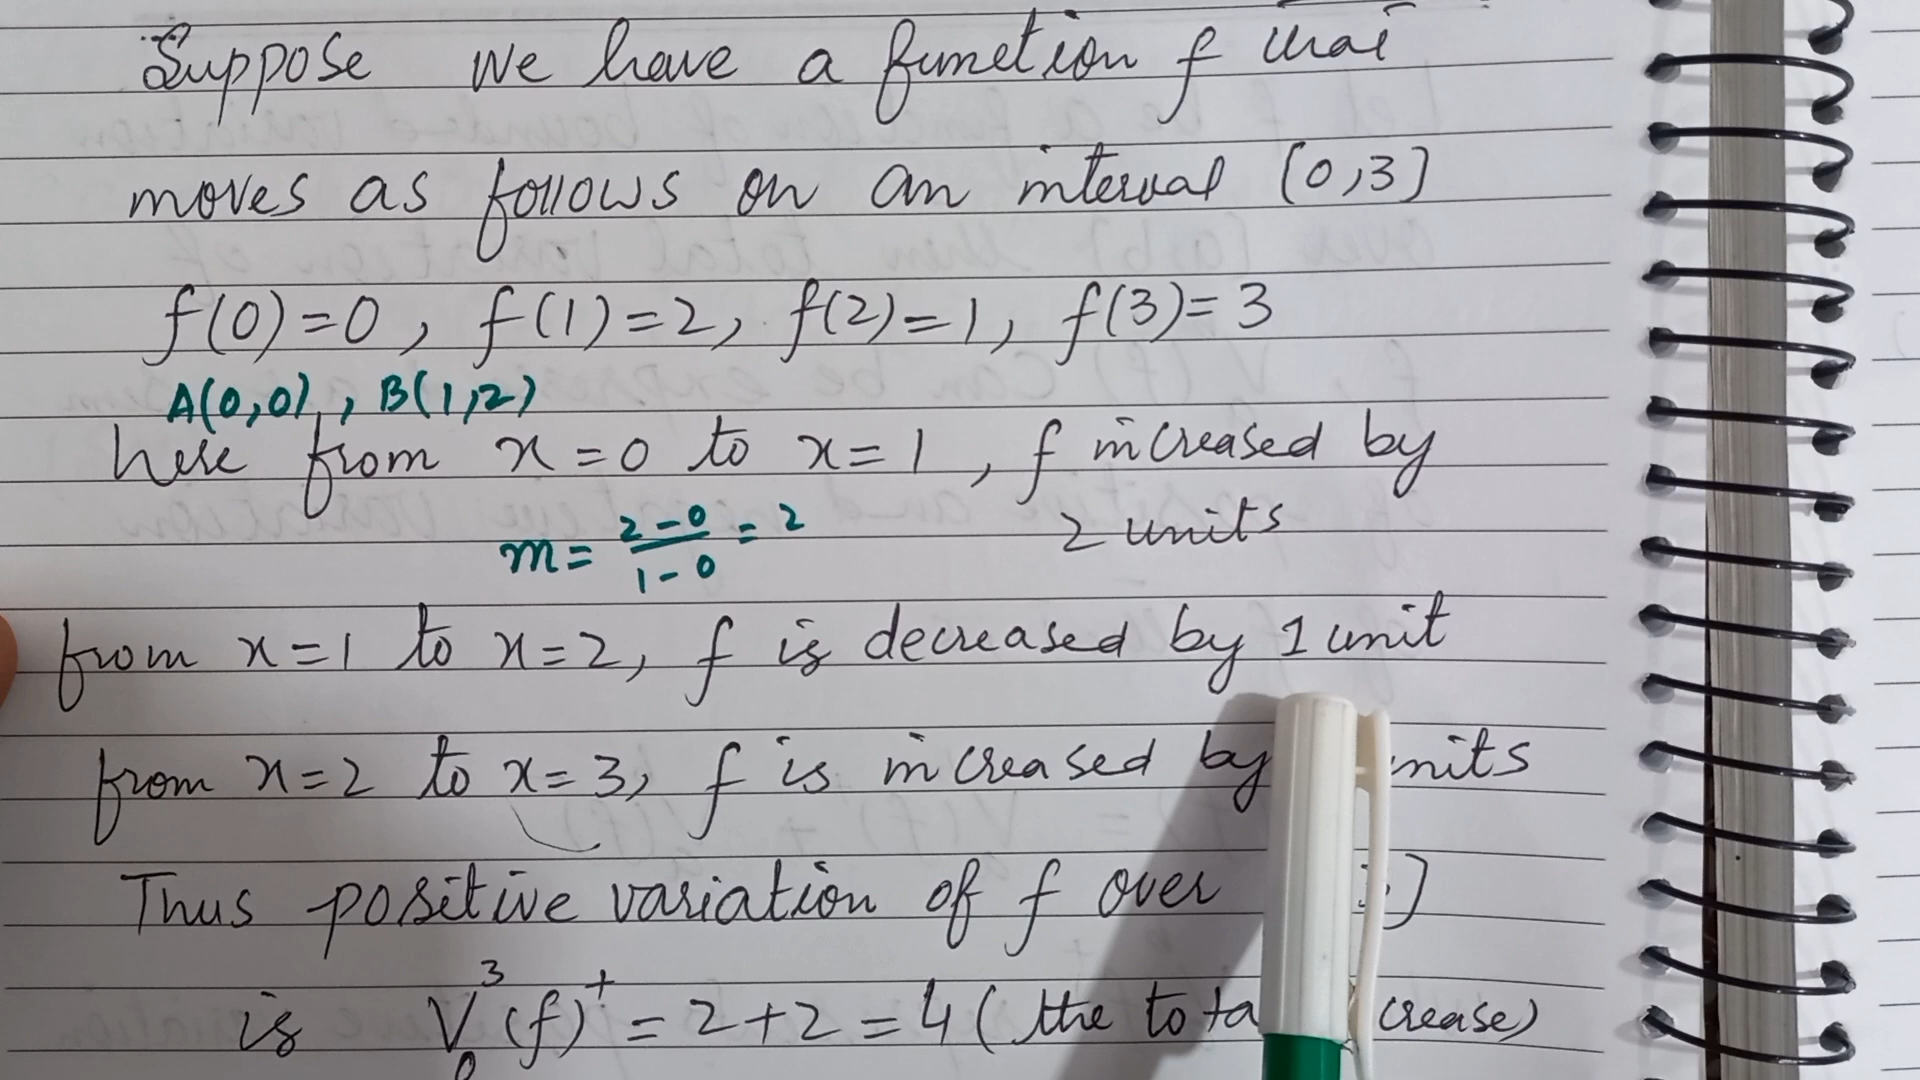 Suppose we have a function f that
moves as follows on an interval [0,3]
f(0)=0, f(1)=2, f(2)=1, f(3)=3
A(0,0), B(1,2)
here from x=0 to x=1, f increased by
2 units
m = 2-0/1-0 = 2
from x=1 to x=2, f is decreased by 1 unit
from x=2 to x=3, f is increased by nits
Thus positive variation of f over ]
is V₀³(f)⁺ = 2+2=4 (the tota crease)